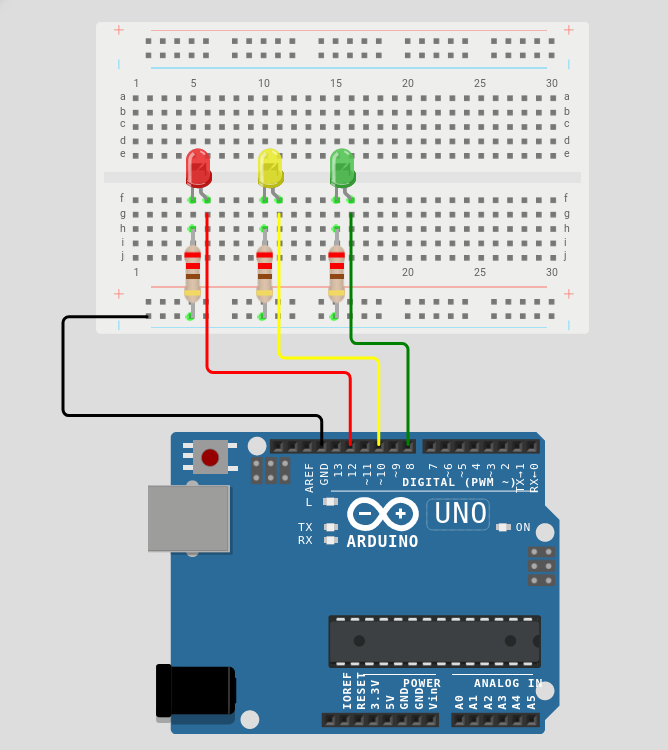 + +
1 5 10 15 20 25 30
a a
b b
c c
d d
e e
f f
g g
h h
i i
j j
1 20 25 30
+ +
AREF
GND
13
12
~11
~10
~9
8
7
~6
~5
4
~3
2
TX→1
RX←0
DIGITAL (PWM ~)
L
TX
RX
UNO
ON
ARDUINO
IOREF
RESET
3.3V
5V
GND
GND
Vin
POWER
ANALOG IN
A0
A1
A2
A3
A4
A5